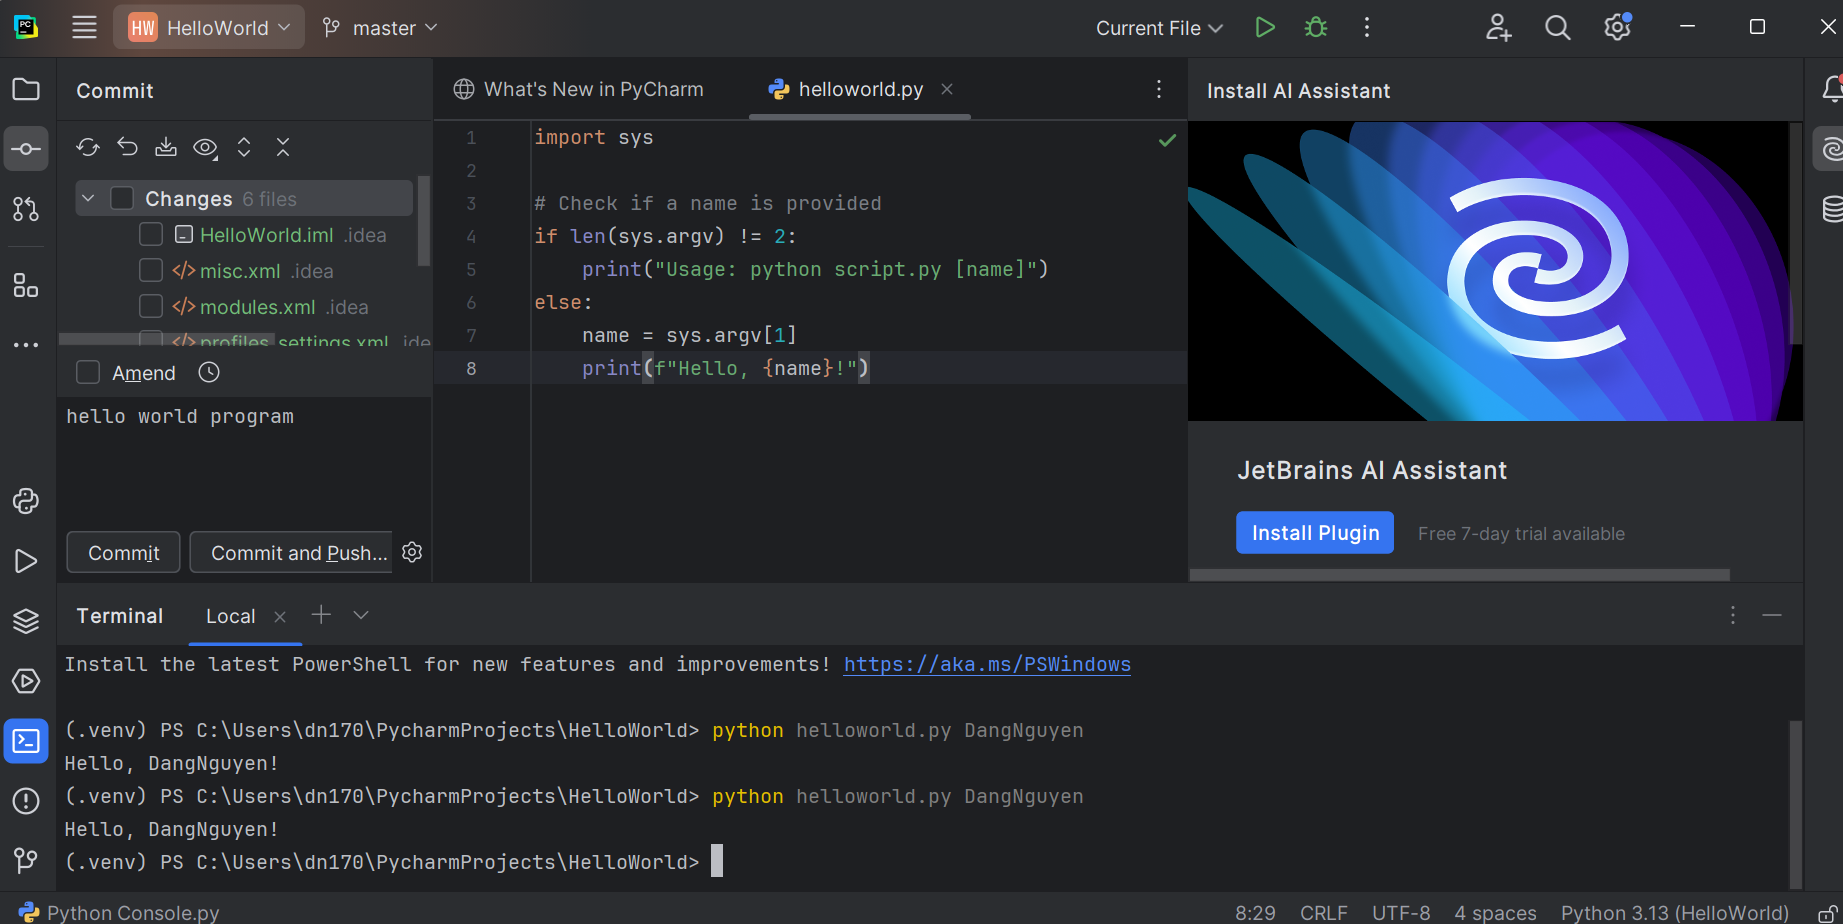 PC
HW HelloWorld
master
Current File
Commit
What's New in PyCharm
helloworld.py
Install AI Assistant
Changes 6 files
HelloWorld.iml .idea
misc.xml .idea
modules.xml .idea
profiles_settings.xml .ide
Amend
hello world program
Commit
Commit and Push...
1 import sys
2
3 # Check if a name is provided
4 if len(sys.argv) != 2:
5 print("Usage: python script.py [name]")
6 else:
7 name = sys.argv[1]
8 print(f"Hello, {name}!")
JetBrains AI Assistant
Install Plugin
Free 7-day trial available
Terminal
Local
Install the latest PowerShell for new features and improvements! https://aka.ms/PSWindows
(.venv) PS C:\Users\dn170\PycharmProjects\HelloWorld> python helloworld.py DangNguyen
Hello, DangNguyen!
(.venv) PS C:\Users\dn170\PycharmProjects\HelloWorld> python helloworld.py DangNguyen
Hello, DangNguyen!
(.venv) PS C:\Users\dn170\PycharmProjects\HelloWorld>
Python Console.py
8:29 CRLF UTF-8 4 spaces Python 3.13 (HelloWorld)